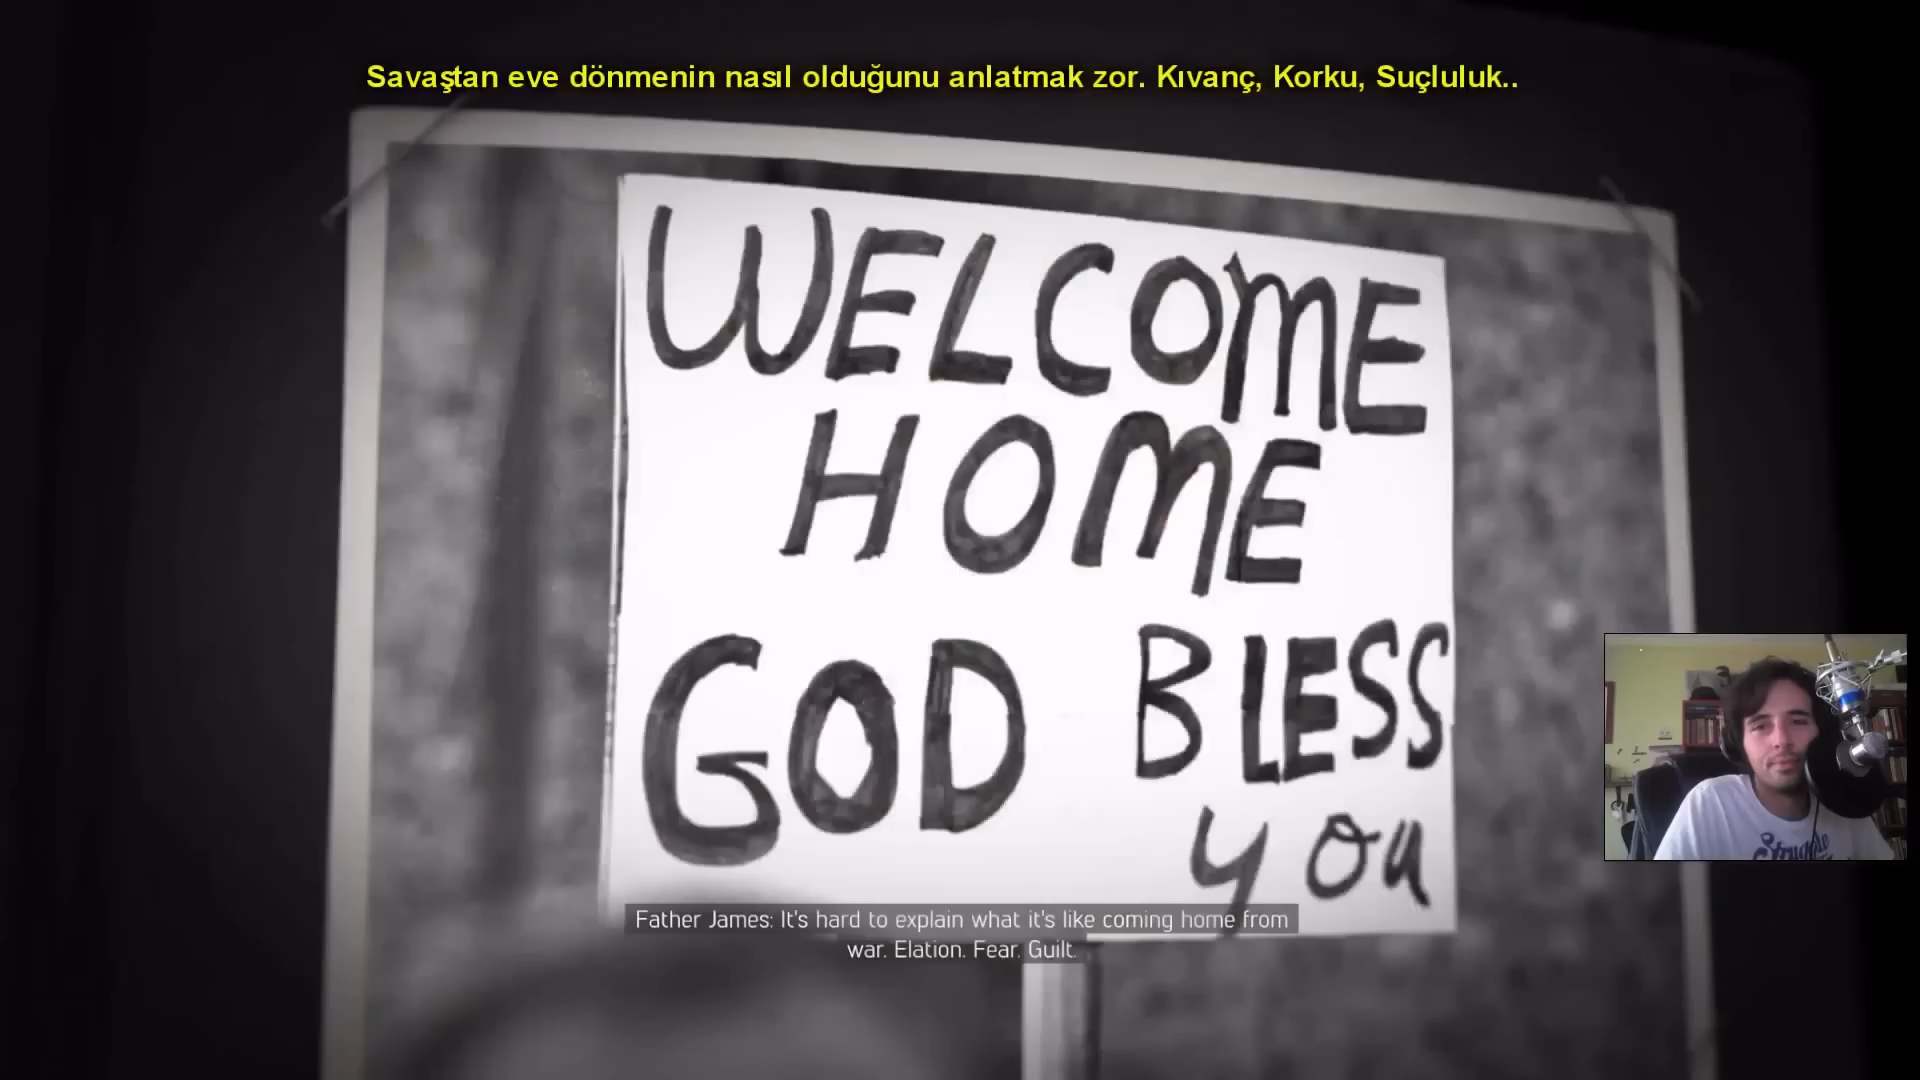 Savaştan eve dönmenin nasıl olduğunu anlatmak zor. Kıvanç, Korku, Suçluluk..
WELCOME
HOME
GOD BLESS
you
Father James: It's hard to explain what it's like coming home from
war. Elation. Fear. Guilt.
Struggle